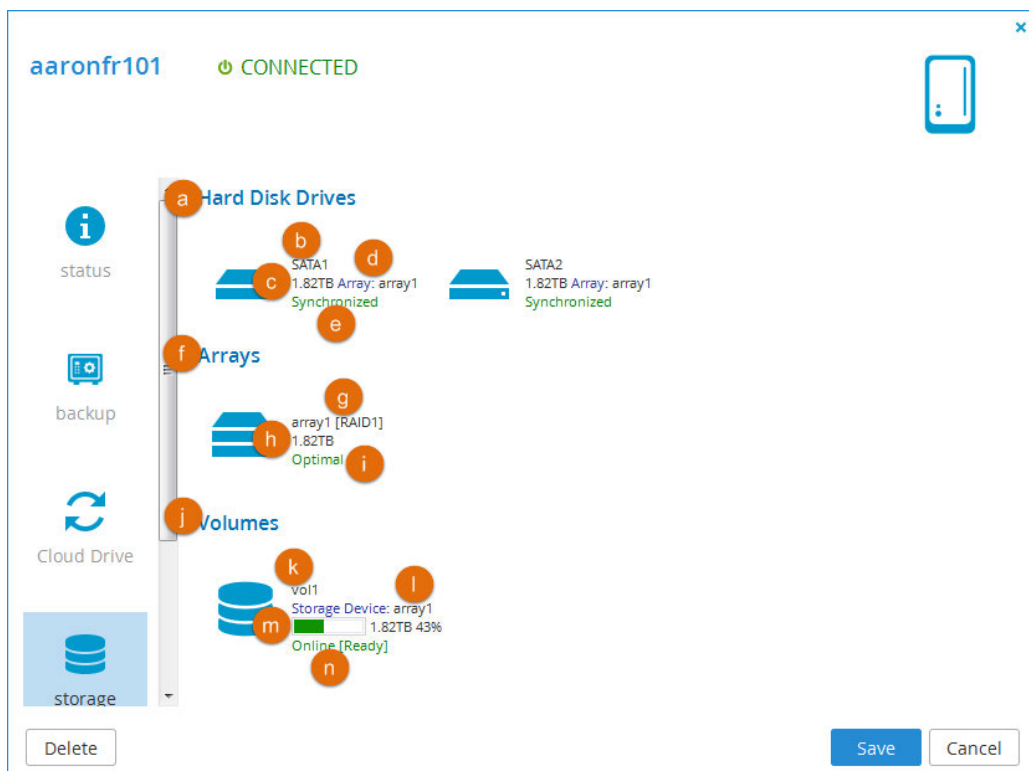 ×
aaronfr101 CONNECTED
a Hard Disk Drives
status
b
d
SATA1 SATA2
c 1.82TB Array: array1 1.82TB Array: array1
Synchronized Synchronized
e
f Arrays
backup
g
array1 [RAID1]
h 1.82TB
Optimal i
j Volumes
Cloud Drive
k
l
vol1
Storage Device: array1
m 1.82TB 43%
Online [Ready]
n
storage
Delete Save Cancel